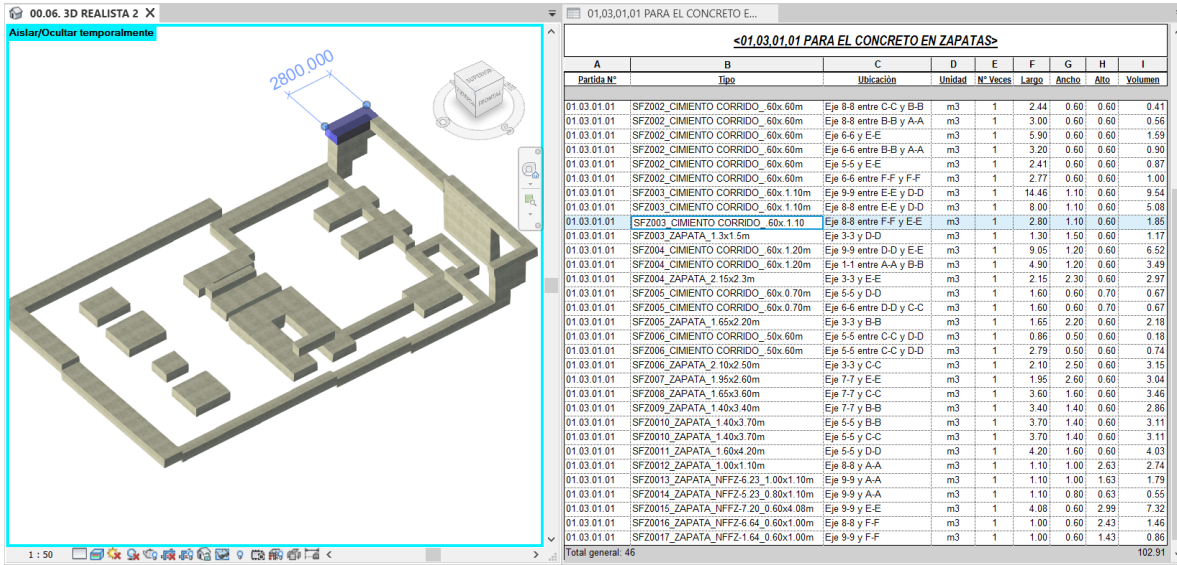 00.06. 3D REALISTA 2
01,03,01,01 PARA EL CONCRETO E...
Aislar/Ocultar temporalmente
2800.000
SUPERIOR
FRONTAL
1 : 50
<01,03,01,01 PARA EL CONCRETO EN ZAPATAS>
A B C D E F G H I
Partida N° Tipo Ubicación Unidad N° Veces Largo Ancho Alto Volumen
01.03.01.01 SFZ002_CIMIENTO CORRIDO_.60x.60m Eje 8-8 entre C-C y B-B m3 1 2.44 0.60 0.60 0.41
01.03.01.01 SFZ002_CIMIENTO CORRIDO_.60x.60m Eje 8-8 entre B-B y A-A m3 1 3.00 0.60 0.60 0.56
01.03.01.01 SFZ002_CIMIENTO CORRIDO_.60x.60m Eje 6-6 y E-E m3 1 5.90 0.60 0.60 1.59
01.03.01.01 SFZ002_CIMIENTO CORRIDO_.60x.60m Eje 6-6 entre B-B y A-A m3 1 3.20 0.60 0.60 0.90
01.03.01.01 SFZ002_CIMIENTO CORRIDO_.60x.60m Eje 5-5 y E-E m3 1 2.41 0.60 0.60 0.87
01.03.01.01 SFZ002_CIMIENTO CORRIDO_.60x.60m Eje 6-6 entre F-F y F-F m3 1 2.77 0.60 0.60 1.00
01.03.01.01 SFZ003_CIMIENTO CORRIDO_.60x.1.10m Eje 9-9 entre E-E y D-D m3 1 14.46 1.10 0.60 9.54
01.03.01.01 SFZ003_CIMIENTO CORRIDO_.60x.1.10m Eje 8-8 entre E-E y D-D m3 1 8.00 1.10 0.60 5.08
01.03.01.01 SFZ003_CIMIENTO CORRIDO_.60x.1.10 Eje 8-8 entre F-F y E-E m3 1 2.80 1.10 0.60 1.85
01.03.01.01 SFZ003_ZAPATA_1.3x1.5m Eje 3-3 y D-D m3 1 1.30 1.50 0.60 1.17
01.03.01.01 SFZ004_CIMIENTO CORRIDO_.60x.1.20m Eje 9-9 entre D-D y E-E m3 1 9.05 1.20 0.60 6.52
01.03.01.01 SFZ004_CIMIENTO CORRIDO_.60x.1.20m Eje 1-1 entre A-A y B-B m3 1 4.90 1.20 0.60 3.49
01.03.01.01 SFZ004_ZAPATA_2.15x2.3m Eje 3-3 y E-E m3 1 2.15 2.30 0.60 2.97
01.03.01.01 SFZ005_CIMIENTO CORRIDO_.60x.0.70m Eje 5-5 y D-D m3 1 1.60 0.60 0.70 0.67
01.03.01.01 SFZ005_CIMIENTO CORRIDO_.60x.0.70m Eje 6-6 entre D-D y C-C m3 1 1.60 0.60 0.70 0.67
01.03.01.01 SFZ005_ZAPATA_1.65x2.20m Eje 3-3 y B-B m3 1 1.65 2.20 0.60 2.18
01.03.01.01 SFZ006_CIMIENTO CORRIDO_.50x.60m Eje 5-5 entre C-C y D-D m3 1 0.86 0.50 0.60 0.18
01.03.01.01 SFZ006_CIMIENTO CORRIDO_.50x.60m Eje 5-5 entre C-C y D-D m3 1 2.79 0.50 0.60 0.74
01.03.01.01 SFZ006_ZAPATA_2.10x2.50m Eje 3-3 y C-C m3 1 2.10 2.50 0.60 3.15
01.03.01.01 SFZ007_ZAPATA_1.95x2.60m Eje 7-7 y E-E m3 1 1.95 2.60 0.60 3.04
01.03.01.01 SFZ008_ZAPATA_1.65x3.60m Eje 7-7 y C-C m3 1 3.60 1.60 0.60 3.46
01.03.01.01 SFZ009_ZAPATA_1.40x3.40m Eje 7-7 y B-B m3 1 3.40 1.40 0.60 2.86
01.03.01.01 SFZ0010_ZAPATA_1.40x3.70m Eje 5-5 y B-B m3 1 3.70 1.40 0.60 3.11
01.03.01.01 SFZ0010_ZAPATA_1.40x3.70m Eje 5-5 y C-C m3 1 3.70 1.40 0.60 3.11
01.03.01.01 SFZ0011_ZAPATA_1.60x4.20m Eje 5-5 y D-D m3 1 4.20 1.60 0.60 4.03
01.03.01.01 SFZ0012_ZAPATA_1.00x1.10m Eje 8-8 y A-A m3 1 1.10 1.00 2.63 2.74
01.03.01.01 SFZ0013_ZAPATA_NFFZ-6.23_1.00x1.10m Eje 9-9 y A-A m3 1 1.10 1.00 1.63 1.79
01.03.01.01 SFZ0014_ZAPATA_NFFZ-5.23_0.80x1.10m Eje 9-9 y A-A m3 1 1.10 0.80 0.63 0.55
01.03.01.01 SFZ0015_ZAPATA_NFFZ-7.20_0.60x4.08m Eje 9-9 y E-E m3 1 4.08 0.60 2.99 7.32
01.03.01.01 SFZ0016_ZAPATA_NFFZ-6.64_0.60x1.00m Eje 8-8 y F-F m3 1 1.00 0.60 2.43 1.46
01.03.01.01 SFZ0017_ZAPATA_NFFZ-1.64_0.60x1.00m Eje 9-9 y F-F m3 1 1.00 0.60 1.43 0.86
Total general: 46 102.91